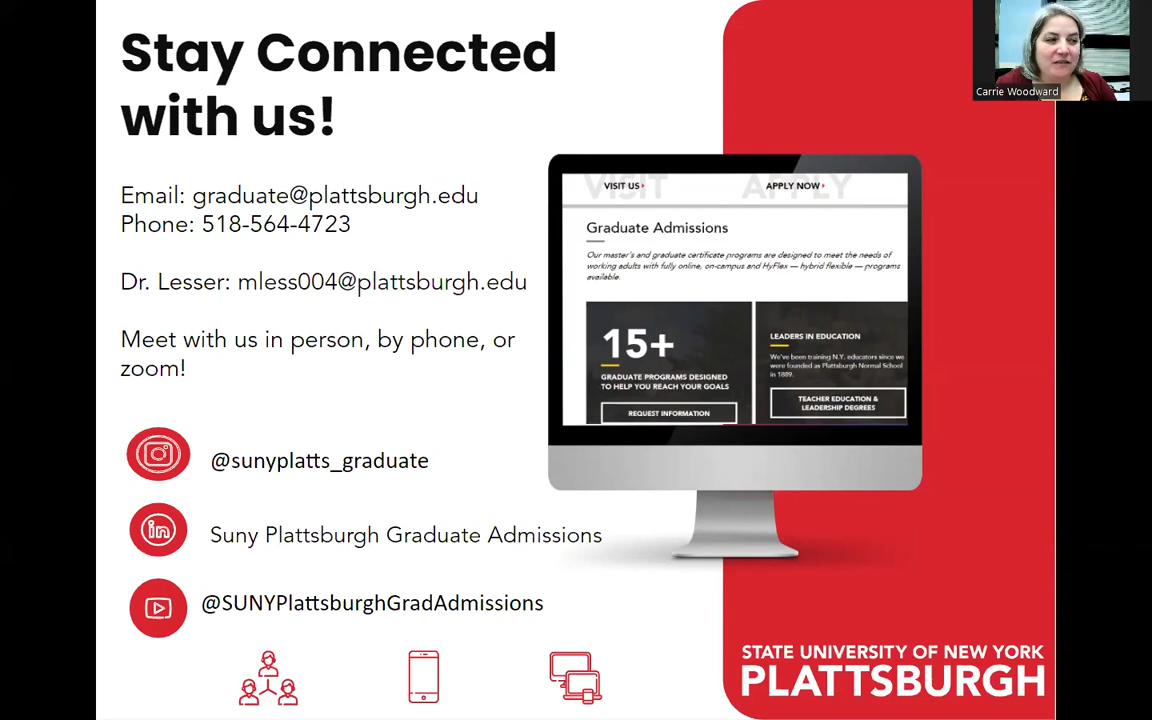 Stay Connected
with us!
Email: graduate@plattsburgh.edu
Phone: 518-564-4723
Dr. Lesser: mless004@plattsburgh.edu
Meet with us in person, by phone, or
zoom!
@sunyplatts_graduate
Suny Plattsburgh Graduate Admissions
@SUNYPlattsburghGradAdmissions
VISIT
VISIT US
APPLY
APPLY NOW
Graduate Admissions
Our master's and graduate certificate programs are designed to meet the needs of
working adults with fully online, on-campus and HyFlex — hybrid flexible — programs
available.
15+
GRADUATE PROGRAMS DESIGNED
TO HELP YOU REACH YOUR GOALS
REQUEST INFORMATION
LEADERS IN EDUCATION
We've been training N.Y. educators since we
were founded as Plattsburgh Normal School
in 1889.
TEACHER EDUCATION &
LEADERSHIP DEGREES
Carrie Woodward
STATE UNIVERSITY OF NEW YORK
PLATTSBURGH